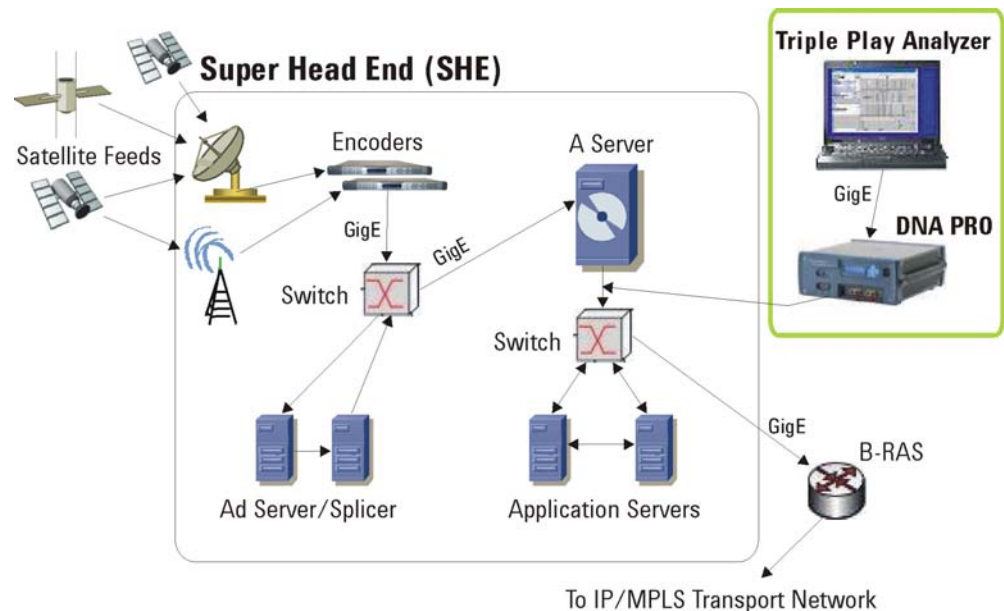 Triple Play Analyzer
Super Head End (SHE)
Satellite Feeds
Encoders
A Server
GigE
GigE
GigE
DNA PRO
Switch
Switch
Ad Server/Splicer
Application Servers
GigE
B-RAS
To IP/MPLS Transport Network